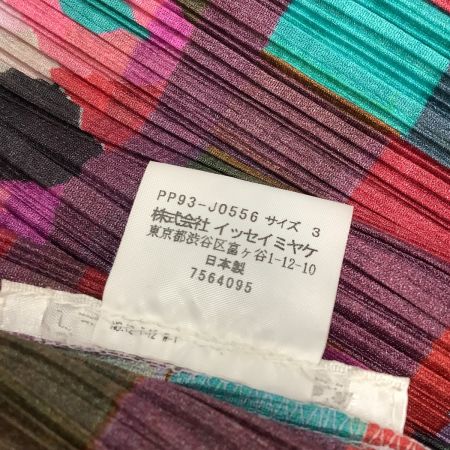 PP93-J0556 サイズ 3
株式会社 イッセイミヤケ
東京都渋谷区富ヶ谷1-12-10
日本製
7564095